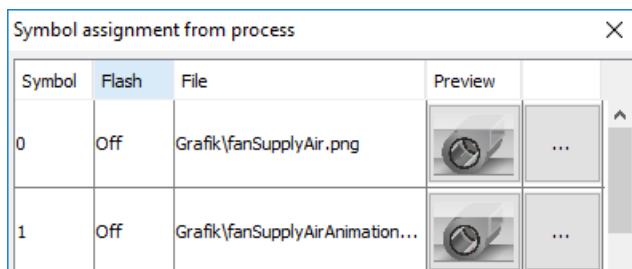 Symbol assignment from process
Symbol Flash File Preview
0 Off Grafik\fanSupplyAir.png ...
1 Off Grafik\fanSupplyAirAnimation... ...